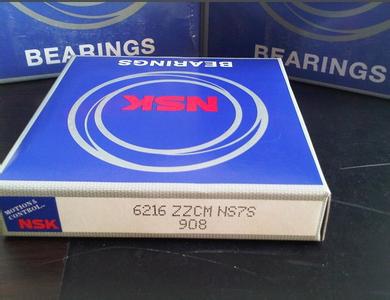 BEARINGS
BEARINGS
BEARINGS
NSK
MOTION &
CONTROL
NSK
6216 ZZCM NS7S
908